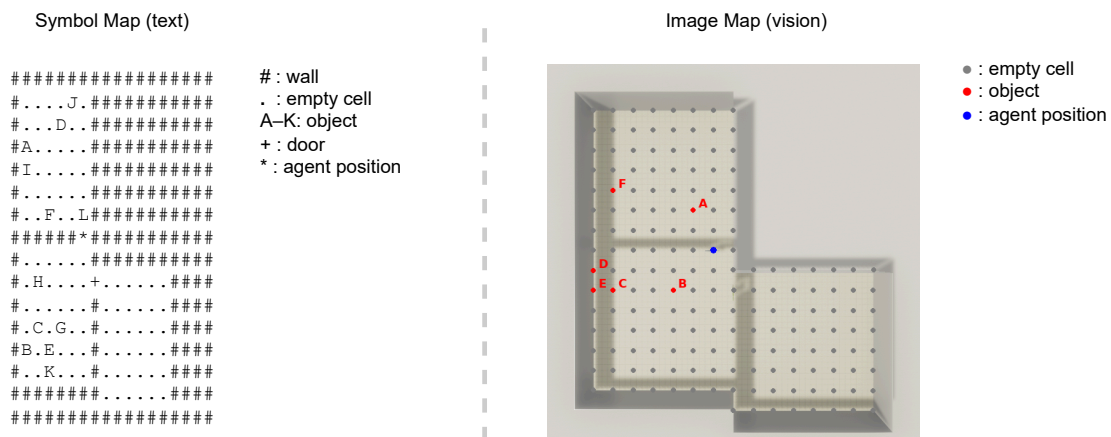 Symbol Map (text)
##################
#....J.###########
#...D..###########
#A.....###########
#I.....###########
#......###########
#..F..L###########
######*###########
#......###########
#.H....+......####
#......#......####
#.C.G..#......####
#B.E...#......####
#..K...#......####
########......####
##################
# : wall
. : empty cell
A–K: object
+ : door
* : agent position
Image Map (vision)
F
A
D
E
C
B
: empty cell
: object
: agent position